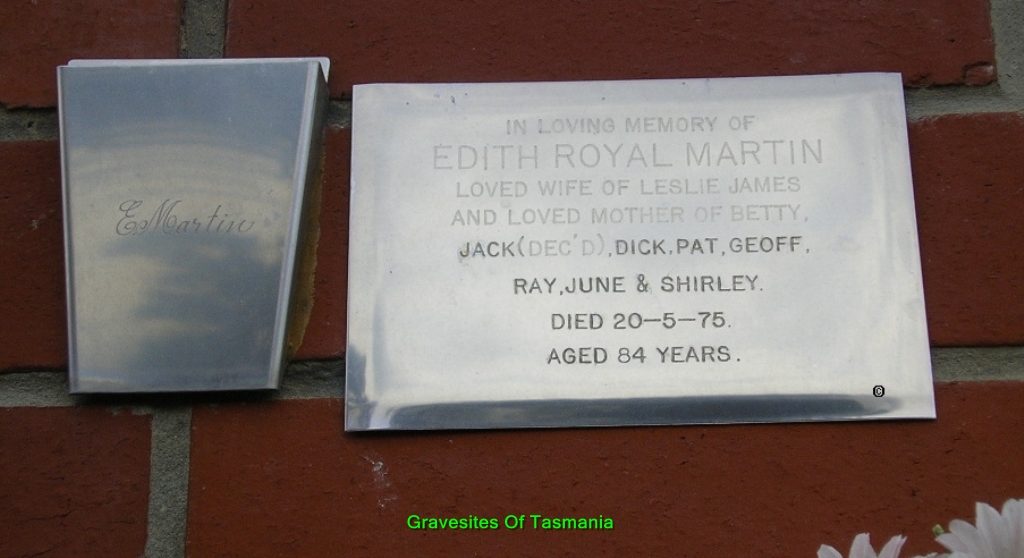 E. Martin
IN LOVING MEMORY OF
EDITH ROYAL MARTIN
LOVED WIFE OF LESLIE JAMES
AND LOVED MOTHER OF BETTY,
JACK(DEC'D), DICK, PAT, GEOFF,
RAY, JUNE & SHIRLEY.
DIED 20-5-75.
AGED 84 YEARS.
©
Gravesites Of Tasmania